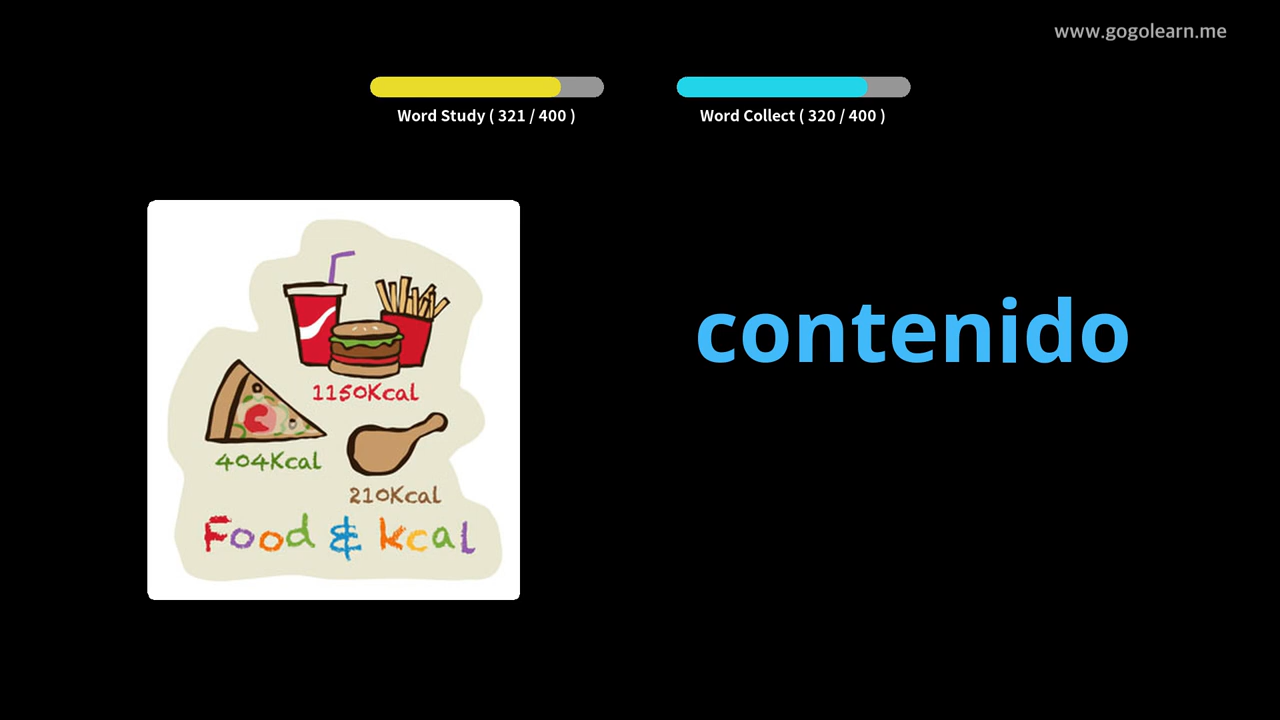 www.gogolearn.me
Word Study ( 321 / 400 )
Word Collect ( 320 / 400 )
1150Kcal
404Kcal
210Kcal
Food & kcal
contenido